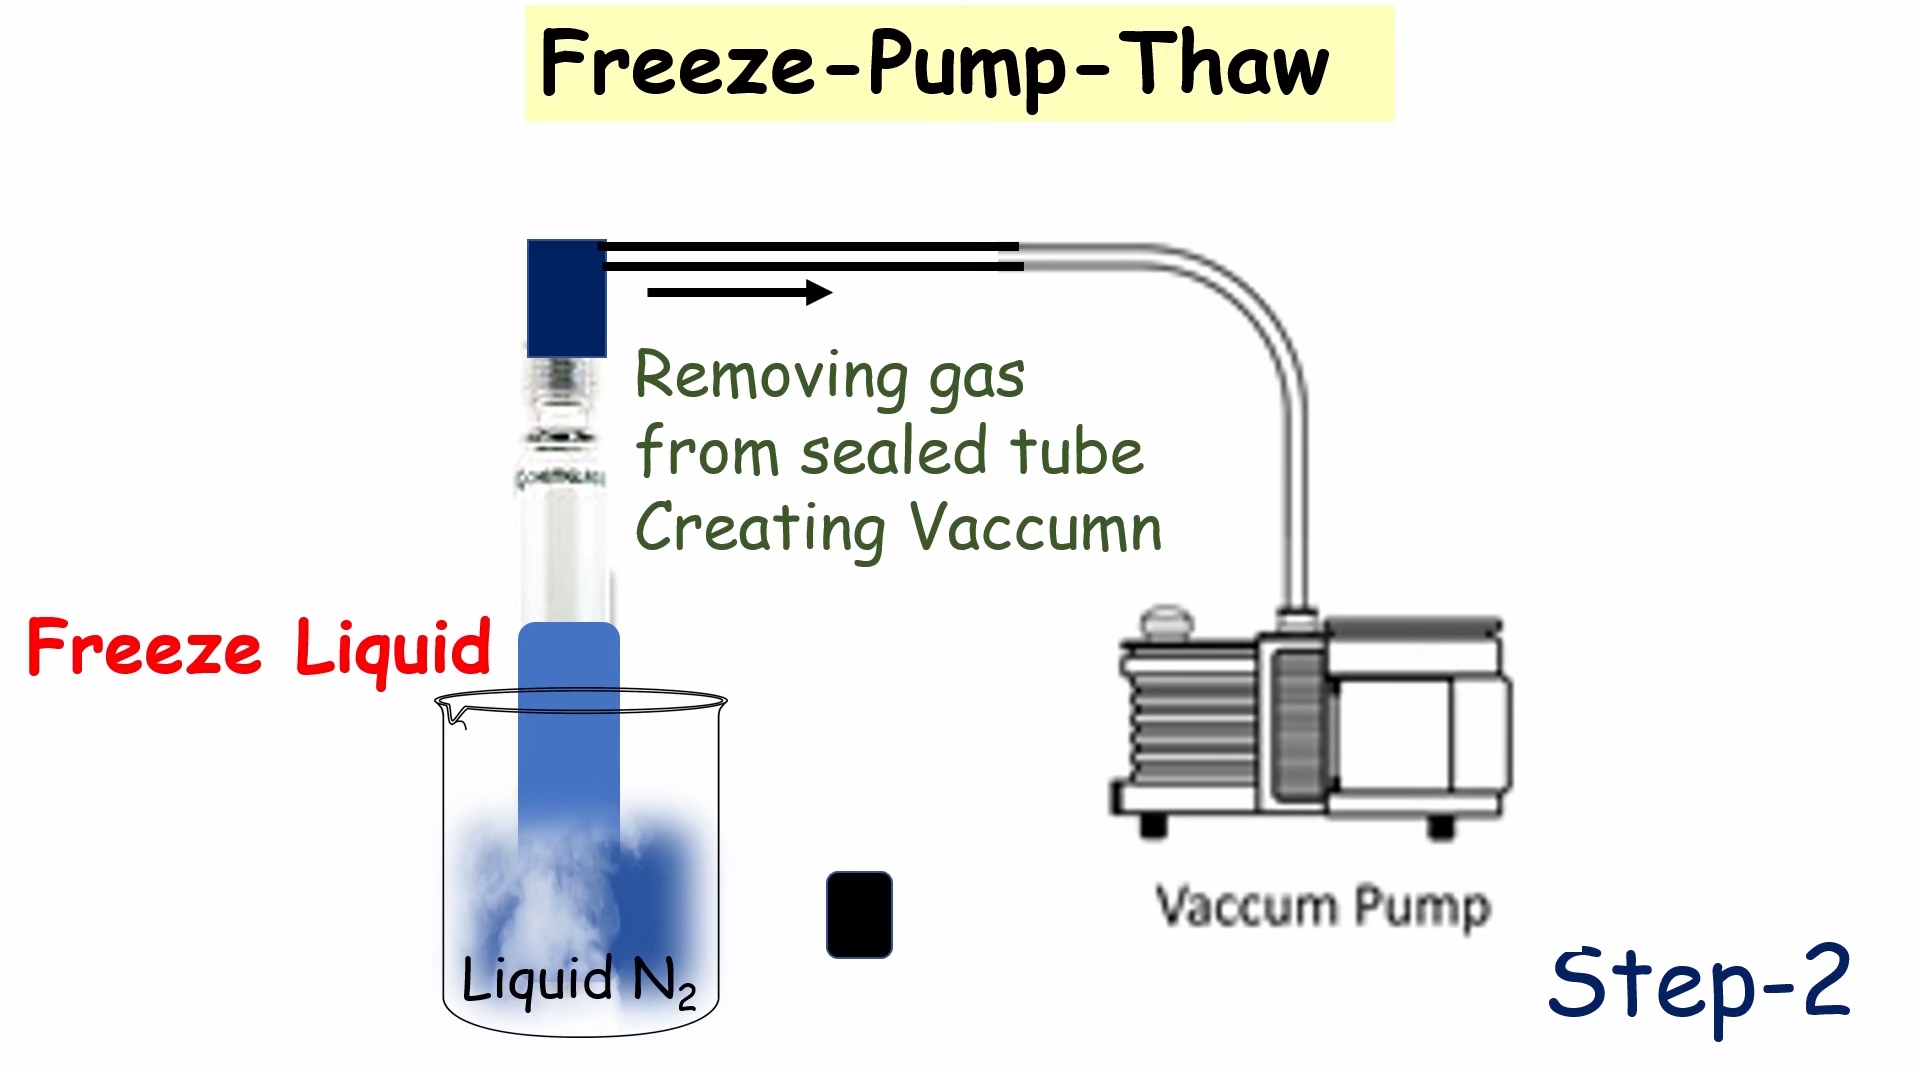 Freeze-Pump-Thaw
Removing gas
from sealed tube
Creating Vaccumn
Freeze Liquid
Liquid N₂
Vaccum Pump
Step-2